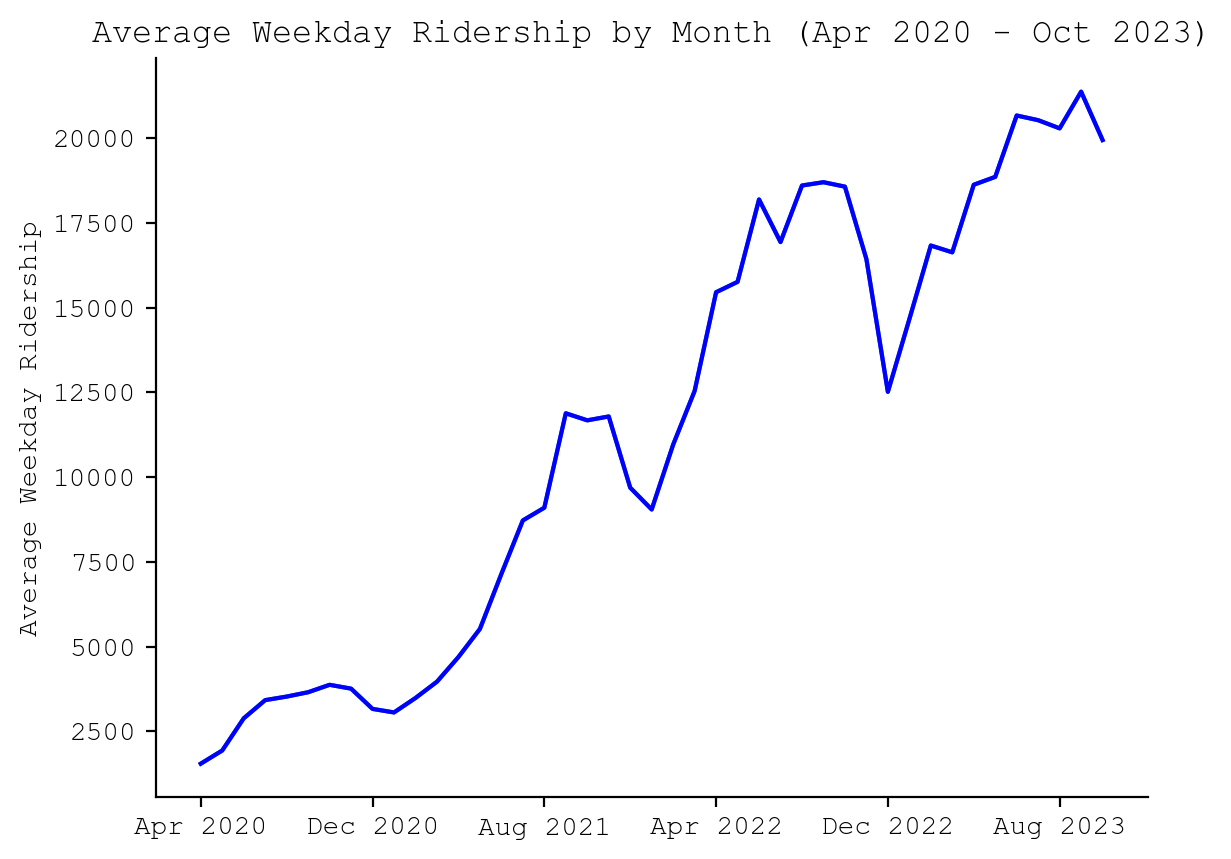 Average Weekday Ridership by Month (Apr 2020 - Oct 2023)
Average Weekday Ridership
20000
17500
15000
12500
10000
7500
5000
2500
Apr 2020
Dec 2020
Aug 2021
Apr 2022
Dec 2022
Aug 2023